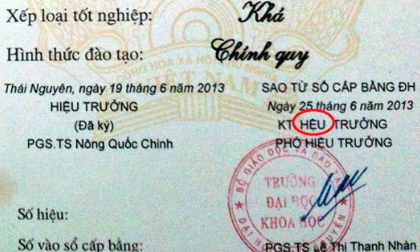 Xếp loại tốt nghiệp: Khá
Hình thức đào tạo: Chính quy
Thái Nguyên, ngày 19 tháng 6 năm 2013
HIỆU TRƯỞNG
(Đã ký)
PGS.TS Nông Quốc Chinh
SAO TỪ SỔ CẤP BẰNG ĐH
Ngày 25 tháng 6 năm 2013
KT HỆU TRƯỞNG
PHÓ HIỆU TRƯỞNG
TRƯỜNG
ĐẠI HỌC
KHOA HỌC
PGS.TS Lê Thị Thanh Nhàn
Số hiệu:
Số vào sổ cấp bằng: